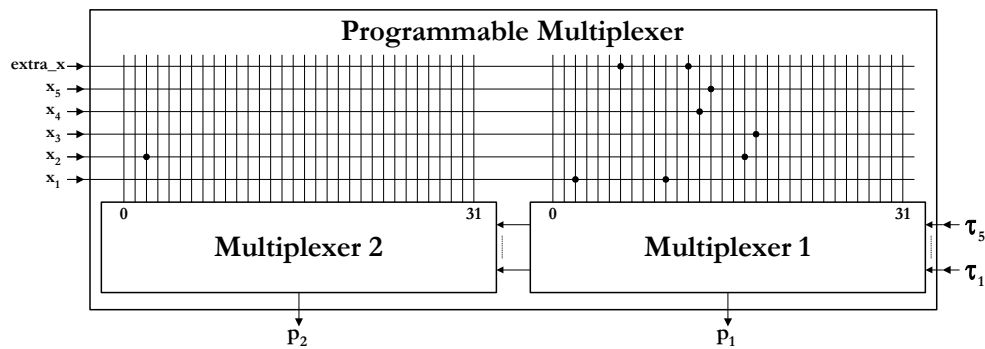 Programmable Multiplexer
extra_x
x₅
x₄
x₃
x₂
x₁
0 31 0 31
Multiplexer 2 Multiplexer 1
τ₅
τ₁
p₂ p₁